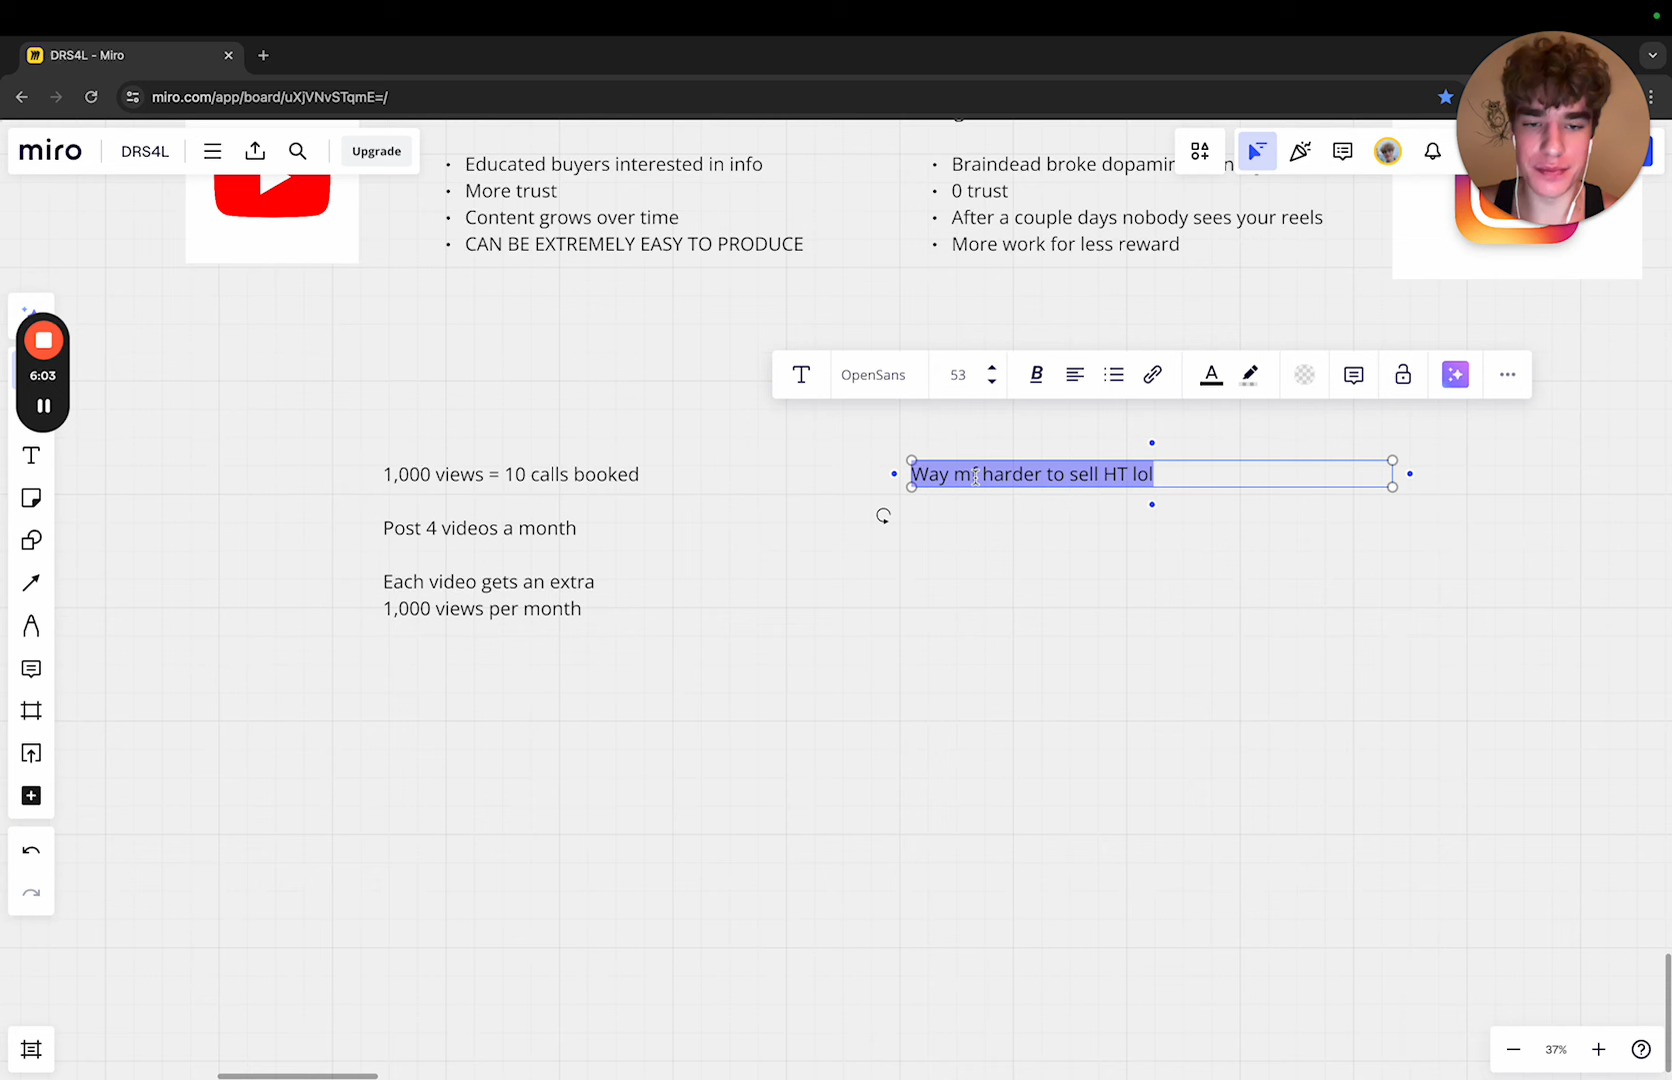 DRS4L - Miro
miro.com/app/board/uXjVNvSTqmE=/
miro
DRS4L
Upgrade
• Educated buyers interested in info
• More trust
• Content grows over time
• CAN BE EXTREMELY EASY TO PRODUCE
• Braindead broke
• 0 trust
• After a couple days nobody sees your reels
• More work for less reward
6:03
OpenSans
53
B
A
1,000 views = 10 calls booked
Post 4 videos a month
Each video gets an extra
1,000 views per month
Way mf harder to sell HT lol
37%